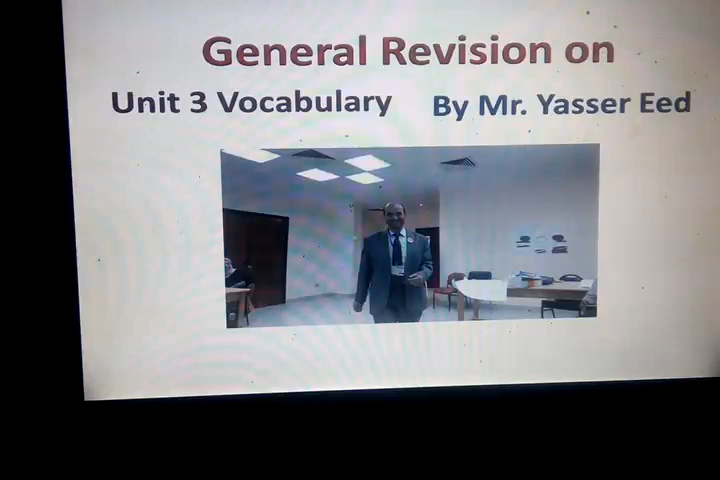 General Revision on
Unit 3 Vocabulary By Mr. Yasser Eed